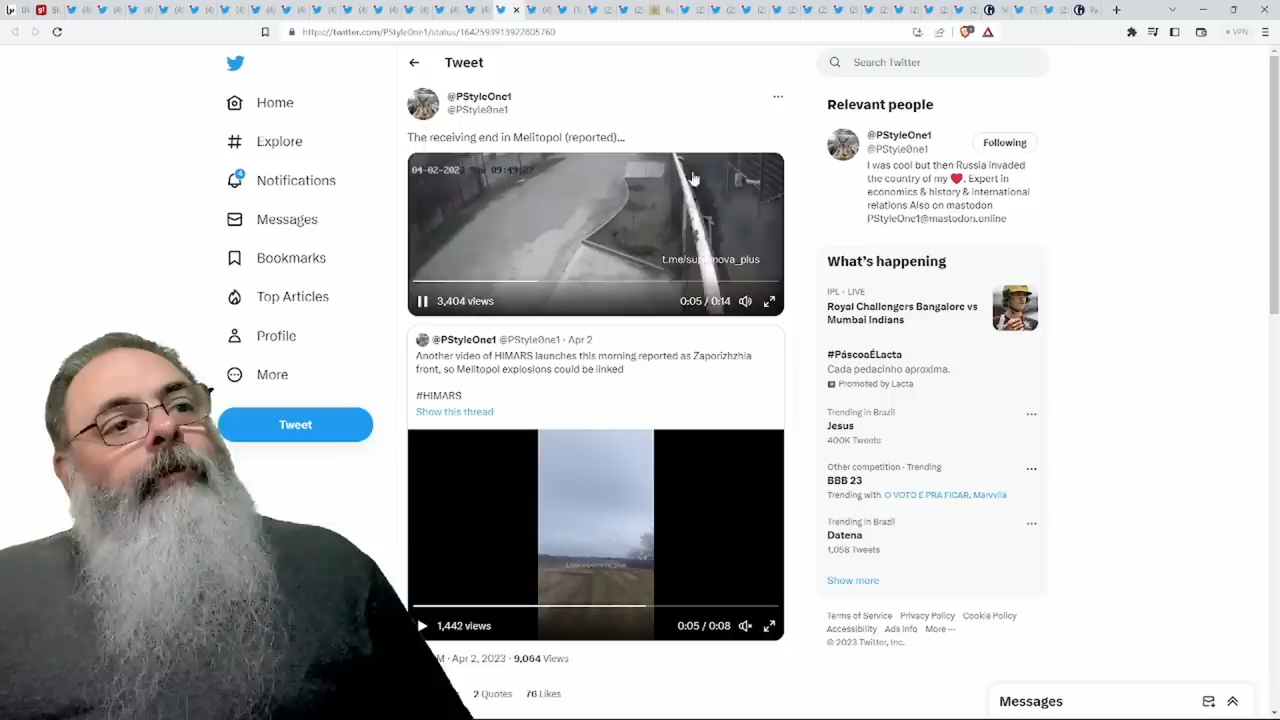 https://twitter.com/PStyle0ne1/status/1642593913922805760
VPN
Home
Explore
4
Notifications
Messages
Bookmarks
Top Articles
Profile
More
Tweet
Tweet
@PStyleOne1
@PStyle0ne1
The receiving end in Melitopol (reported)...
09:49:27
3,404 views
0:05 / 0:14
@PStyleOne1 @PStyle0ne1 · Apr 2
Another video of HIMARS launches this morning reported as Zaporizhzhia
front, so Melitopol explosions could be linked
#HIMARS
Show this thread
1,442 views
0:05 / 0:08
M · Apr 2, 2023 · 9,064 Views
2 Quotes 76 Likes
Search Twitter
Relevant people
@PStyleOne1
@PStyle0ne1
Following
I was cool but then Russia invaded
the country of my ❤️. Expert in
economics & history & international
relations Also on mastodon
PStyleOne1@mastodon.online
What's happening
IPL · LIVE
Royal Challengers Bangalore vs
Mumbai Indians
#PáscoaÉLacta
Cada pedacinho aproxima.
Promoted by Lacta
Trending in Brazil
Jesus
400K Tweets
Other competition · Trending
BBB 23
Trending with O VOTO É PRA FICAR, Marvvila
Trending in Brazil
Datena
1,058 Tweets
Show more
Terms of Service Privacy Policy Cookie Policy
Accessibility Ads info More ···
© 2023 Twitter, Inc.
Messages